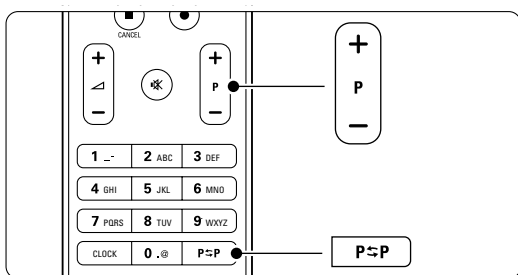 CANCEL
+ +
P
− −
1 _- 2 ABC 3 DEF
4 GHI 5 JKL 6 MNO
7 PQRS 8 TUV 9 WXYZ
CLOCK 0 .@ P⇆P
+
P
−
P⇆P